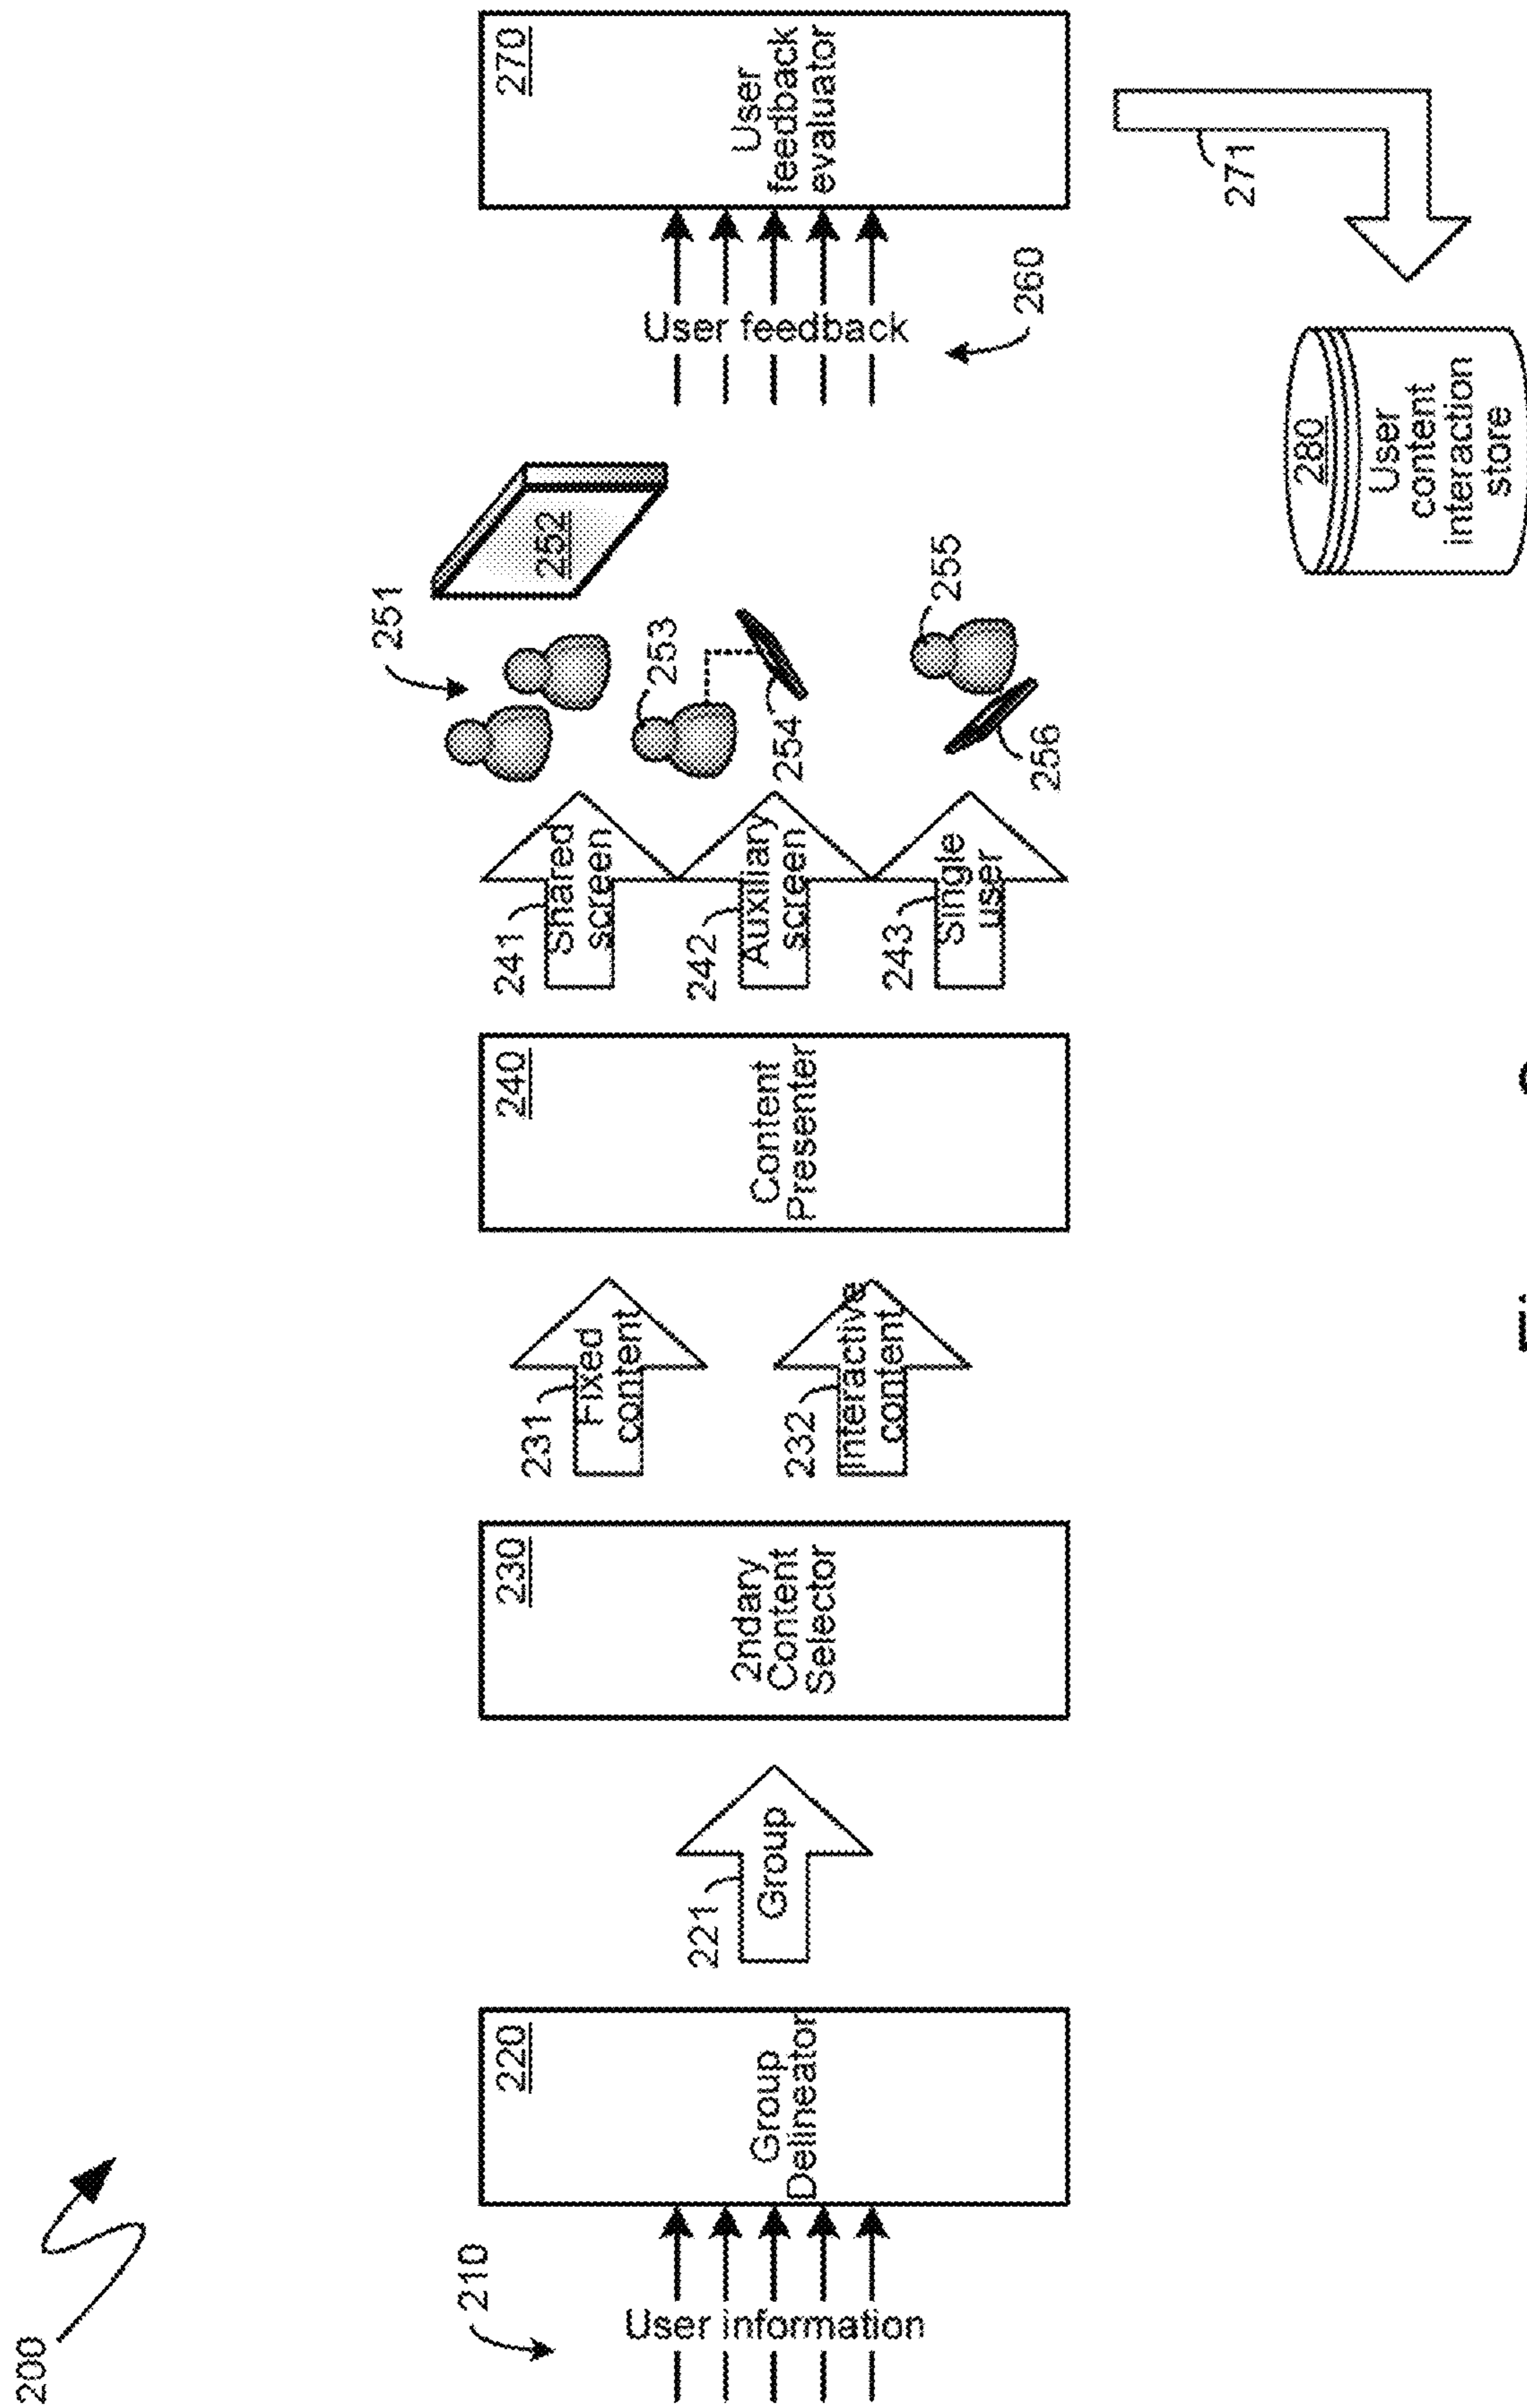 200
210
User information
220
Group
Delineator
221
Group
230
2ndary
Content
Selector
231
Fixed
content
232
Interactive
content
240
Content
Presenter
241
Shared
screen
242
Auxiliary
screen
243
Single
user
251
252
253
254
255
256
User feedback
260
270
User
feedback
evaluator
271
280
User
content
interaction
store